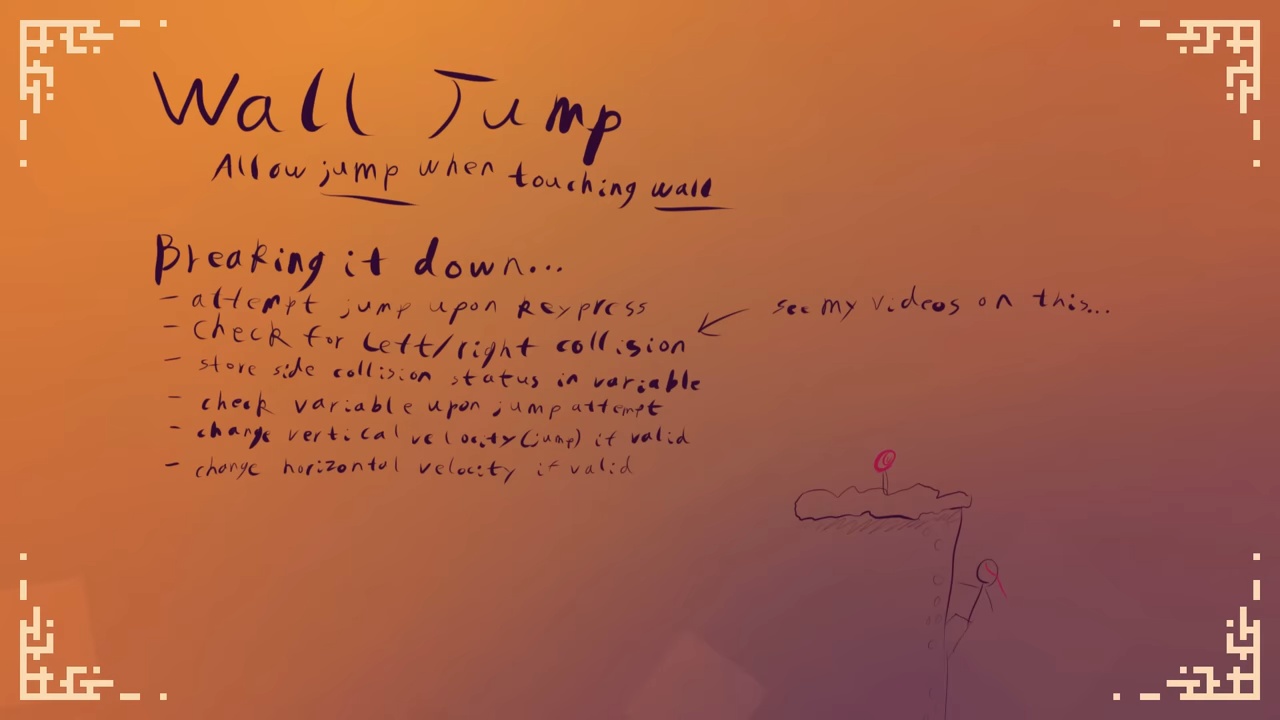 Wall Jump
Allow jump when touching wall
Breaking it down...
- attempt jump upon keypress
- check for left/right collision
see my videos on this...
- store side collision status in variable
- check variable upon jump attempt
- change vertical velocity (jump) if valid
- change horizontal velocity if valid